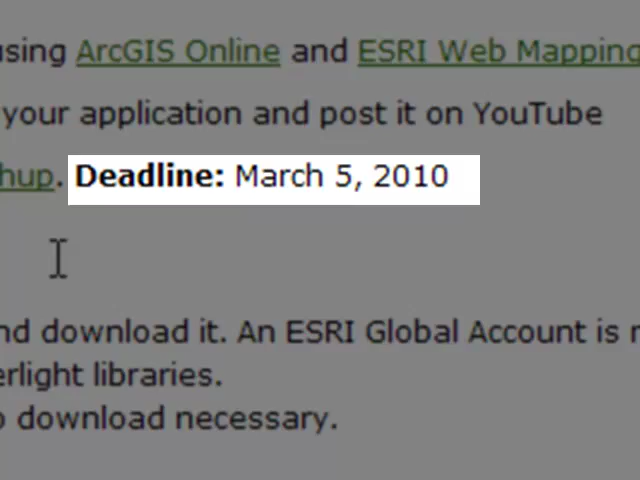 using ArcGIS Online and ESRI Web Mapping
your application and post it on YouTube
hup. Deadline: March 5, 2010
nd download it. An ESRI Global Account is
erlight libraries.
o download necessary.